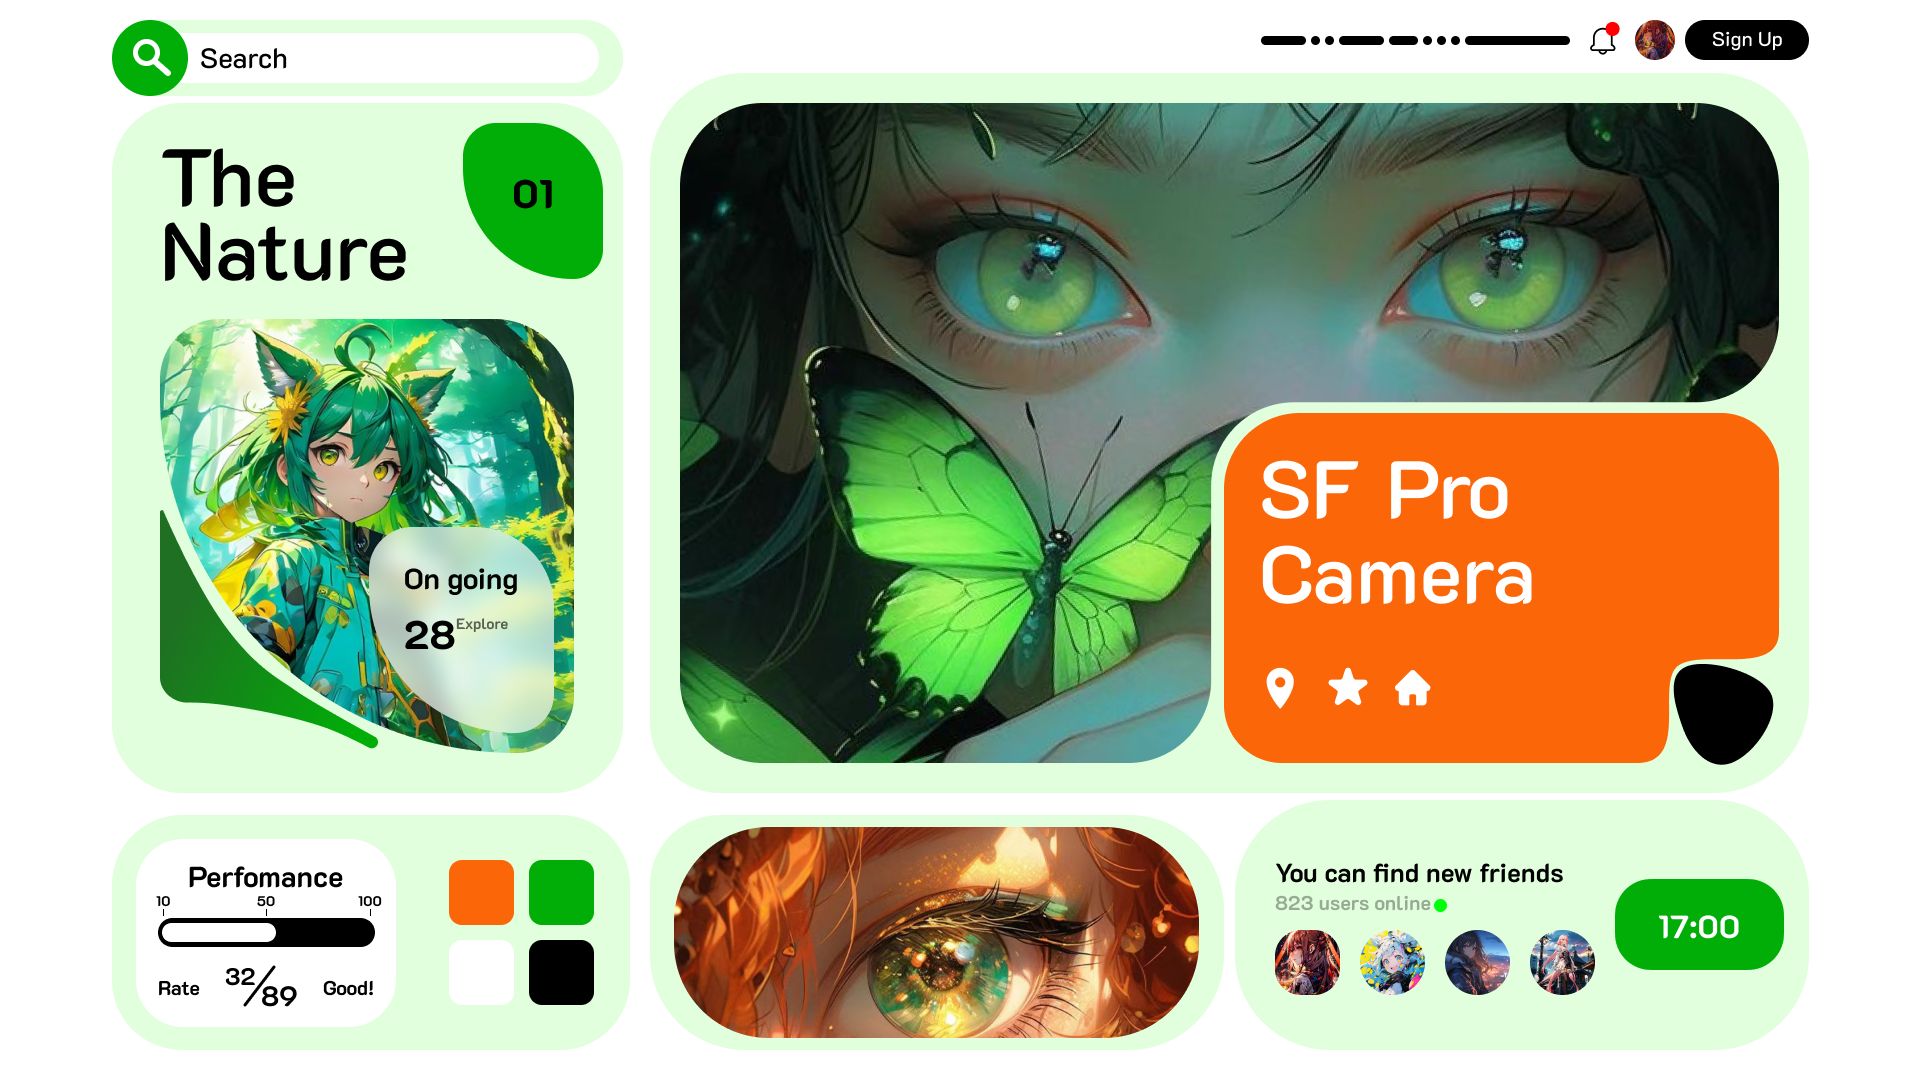 Search
Sign Up
The
Nature
01
On going
28 Explore
SF Pro
Camera
Perfomance
10 50 100
Rate 32/89 Good!
You can find new friends
823 users online
17:00